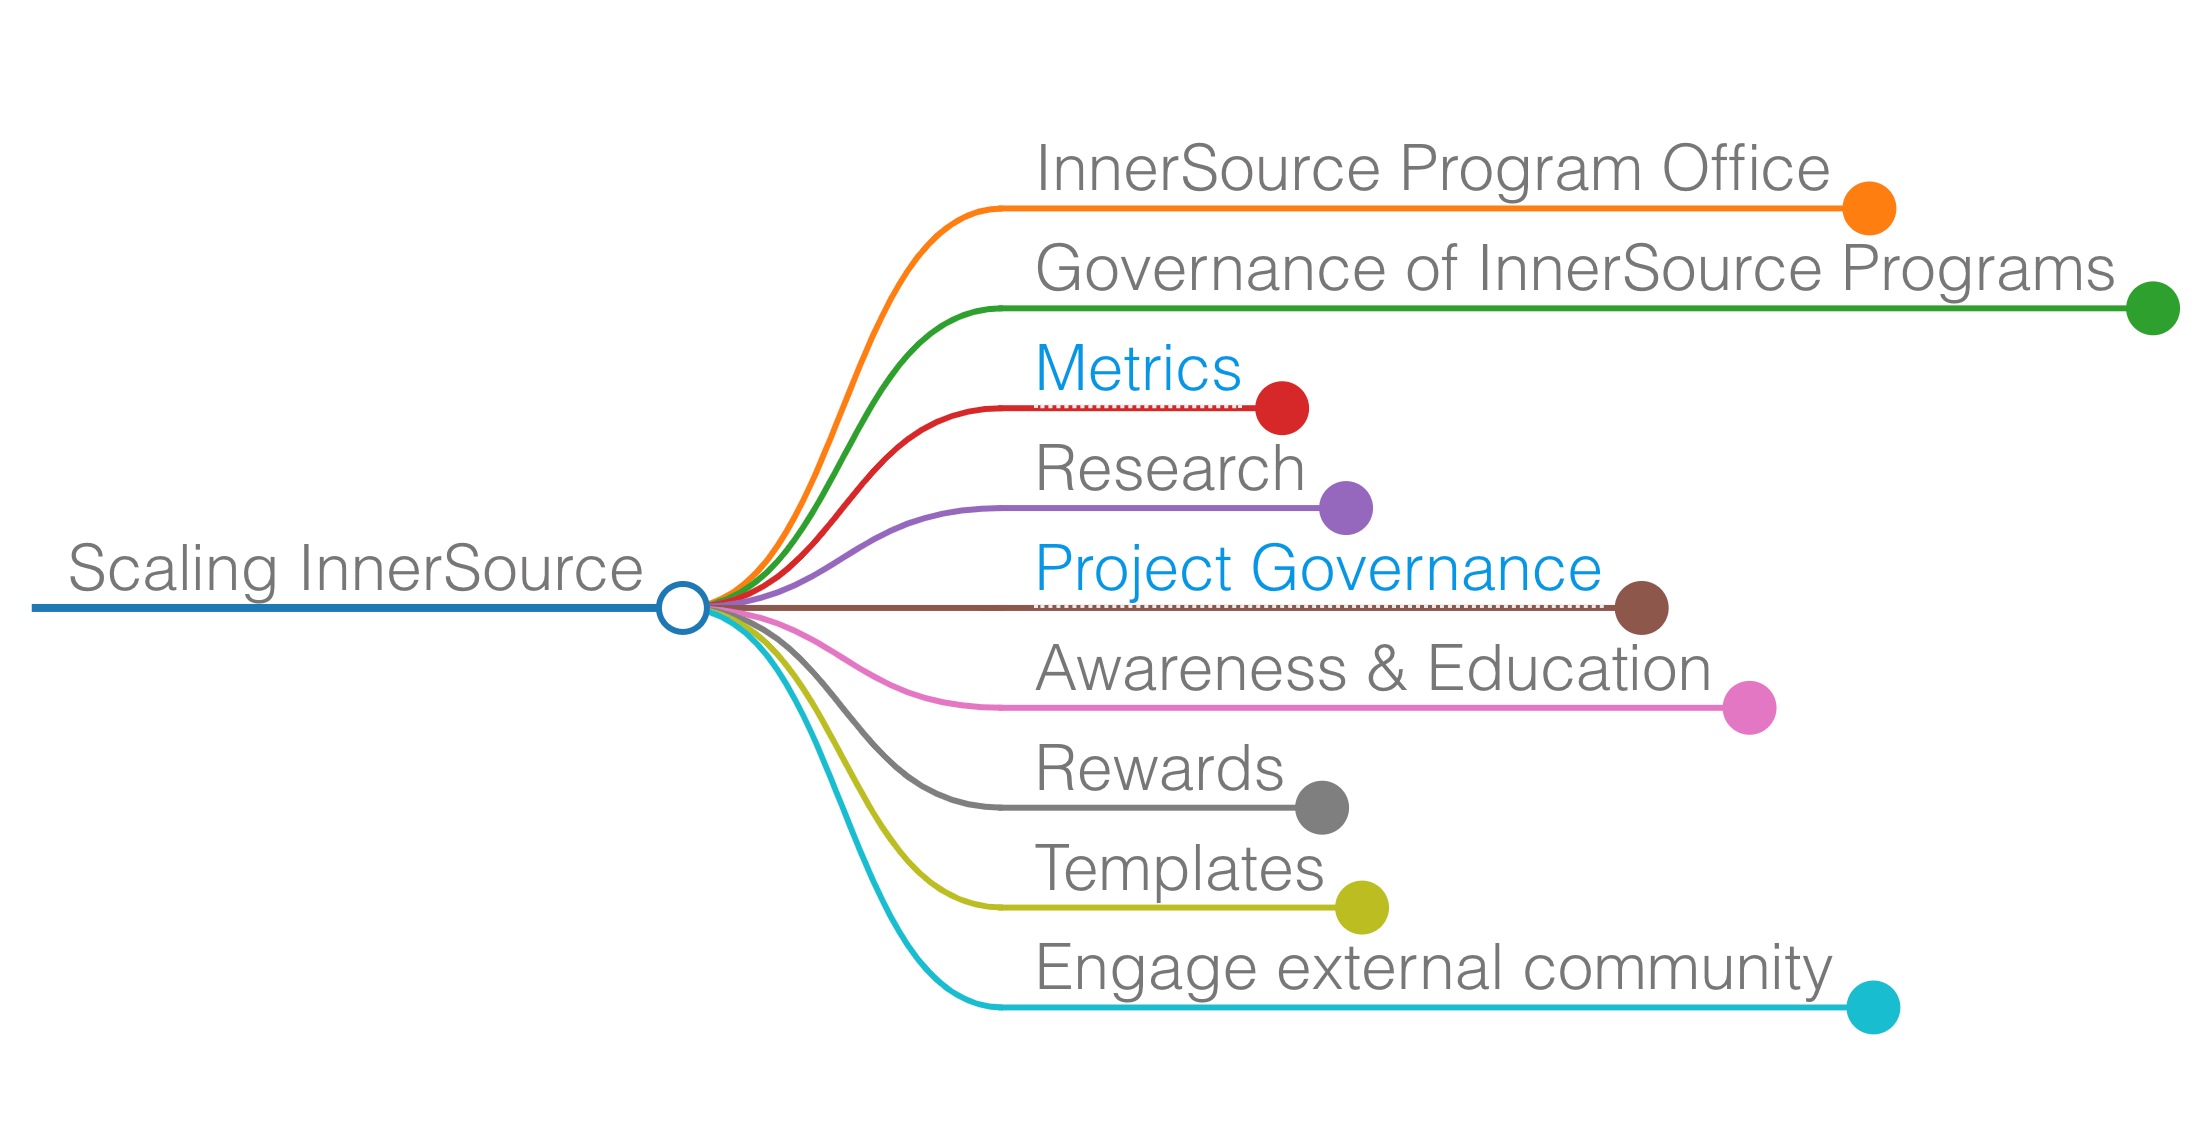 InnerSource Program Office
Governance of InnerSource Programs
Metrics
Research
Scaling InnerSource
Project Governance
Awareness & Education
Rewards
Templates
Engage external community